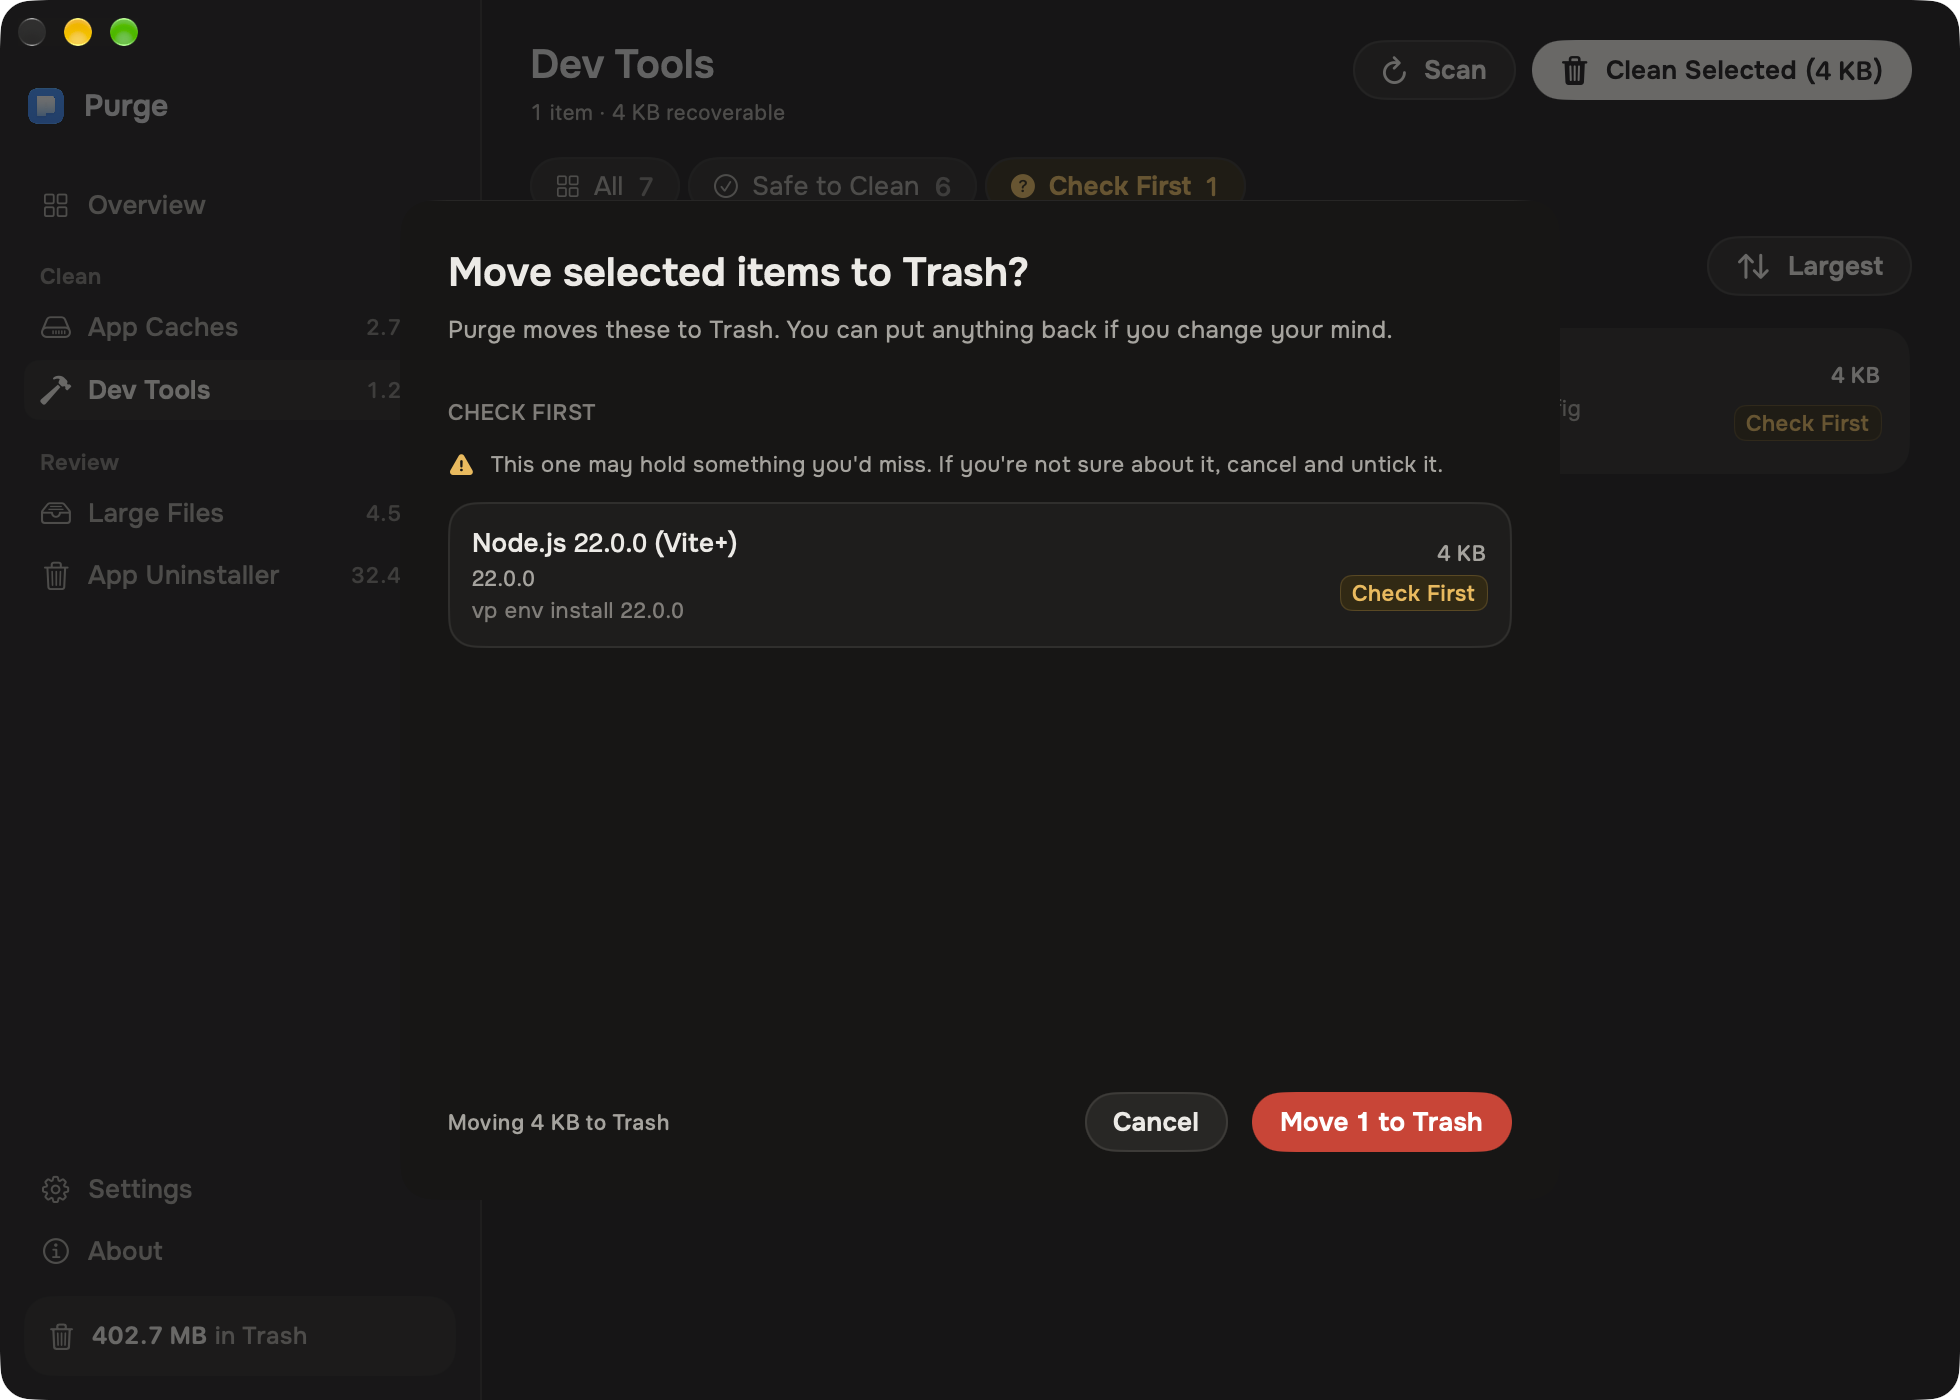 Purge
Overview
Clean
App Caches 2.7
Dev Tools 1.2
Review
Large Files 4.5
App Uninstaller 32.4
Settings
About
402.7 MB in Trash
Dev Tools
1 item · 4 KB recoverable
Scan
Clean Selected (4 KB)
All 7
Safe to Clean 6
Check First 1
Largest
4 KB
Check First
Move selected items to Trash?
Purge moves these to Trash. You can put anything back if you change your mind.
CHECK FIRST
This one may hold something you'd miss. If you're not sure about it, cancel and untick it.
Node.js 22.0.0 (Vite+)
22.0.0
vp env install 22.0.0
4 KB
Check First
Moving 4 KB to Trash
Cancel
Move 1 to Trash